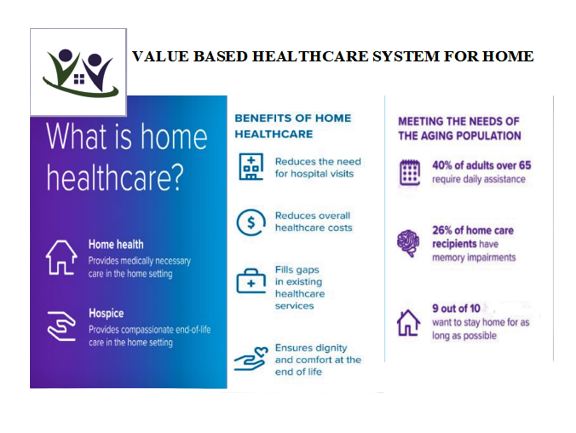 VALUE BASED HEALTHCARE SYSTEM FOR HOME
What is home
healthcare?
Home health
Provides medically necessary
care in the home setting
Hospice
Provides compassionate end-of-life
care in the home setting
BENEFITS OF HOME
HEALTHCARE
Reduces the need
for hospital visits
Reduces overall
healthcare costs
Fills gaps
in existing
healthcare
services
Ensures dignity
and comfort at the
end of life
MEETING THE NEEDS OF
THE AGING POPULATION
40% of adults over 65
require daily assistance
26% of home care
recipients have
memory impairments
9 out of 10
want to stay home for as
long as possible